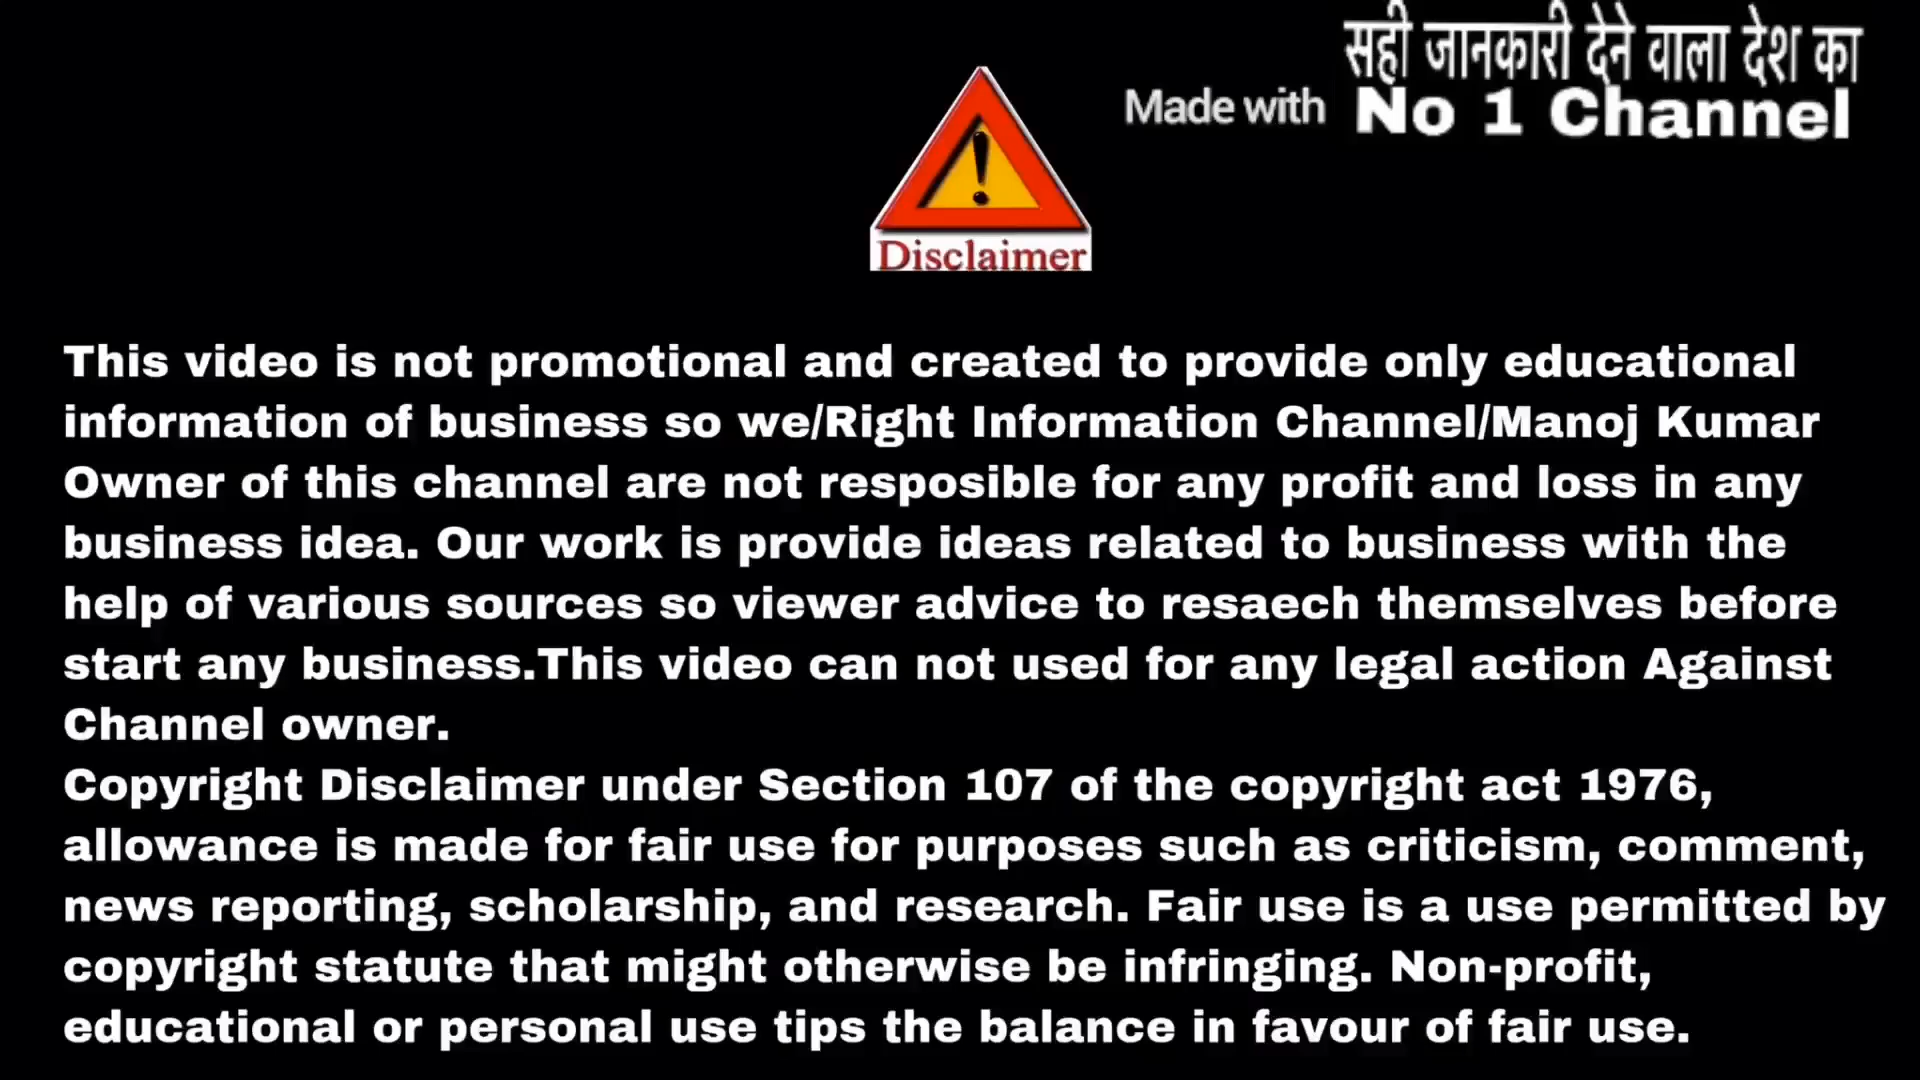 सही जानकारी देने वाला देश का
Made with No 1 Channel
Disclaimer
This video is not promotional and created to provide only educational
information of business so we/Right Information Channel/Manoj Kumar
Owner of this channel are not resposible for any profit and loss in any
business idea. Our work is provide ideas related to business with the
help of various sources so viewer advice to resaech themselves before
start any business.This video can not used for any legal action Against
Channel owner.
Copyright Disclaimer under Section 107 of the copyright act 1976,
allowance is made for fair use for purposes such as criticism, comment,
news reporting, scholarship, and research. Fair use is a use permitted by
copyright statute that might otherwise be infringing. Non-profit,
educational or personal use tips the balance in favour of fair use.